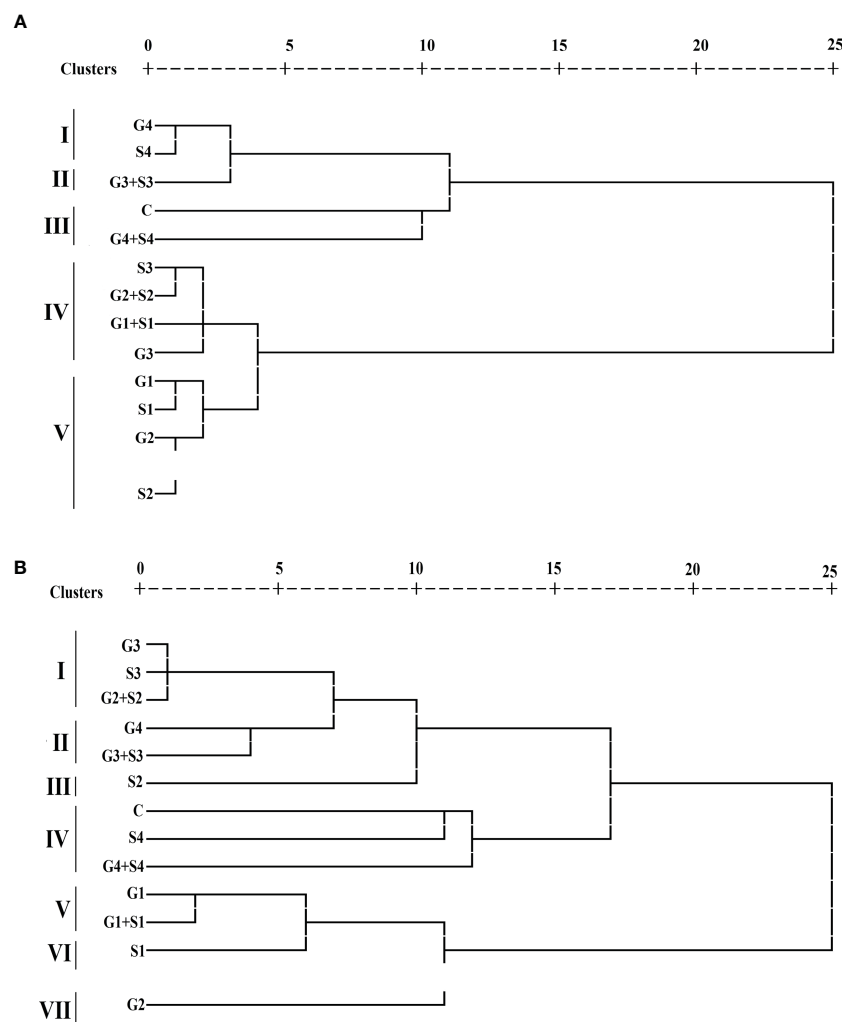 A
0 5 10 15 20 25
Clusters
I
G4
S4
II
G3+S3
III
C
G4+S4
IV
S3
G2+S2
G1+S1
G3
V
G1
S1
G2
S2
B
0 5 10 15 20 25
Clusters
I
G3
S3
G2+S2
II
G4
G3+S3
III
S2
IV
C
S4
G4+S4
V
G1
G1+S1
VI
S1
VII
G2